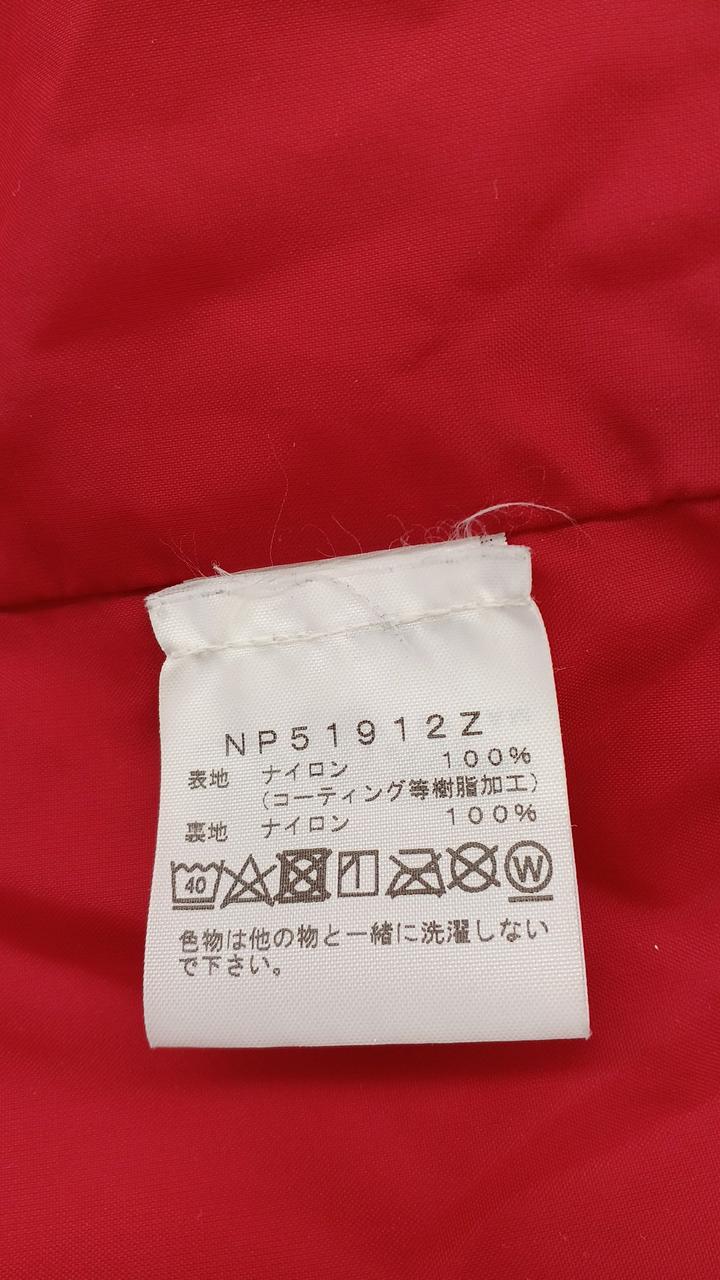 NP51912Z
表地 ナイロン 100%
(コーティング等樹脂加工)
裏地 ナイロン 100%
40 W
色物は他の物と一緒に洗濯しない
で下さい。